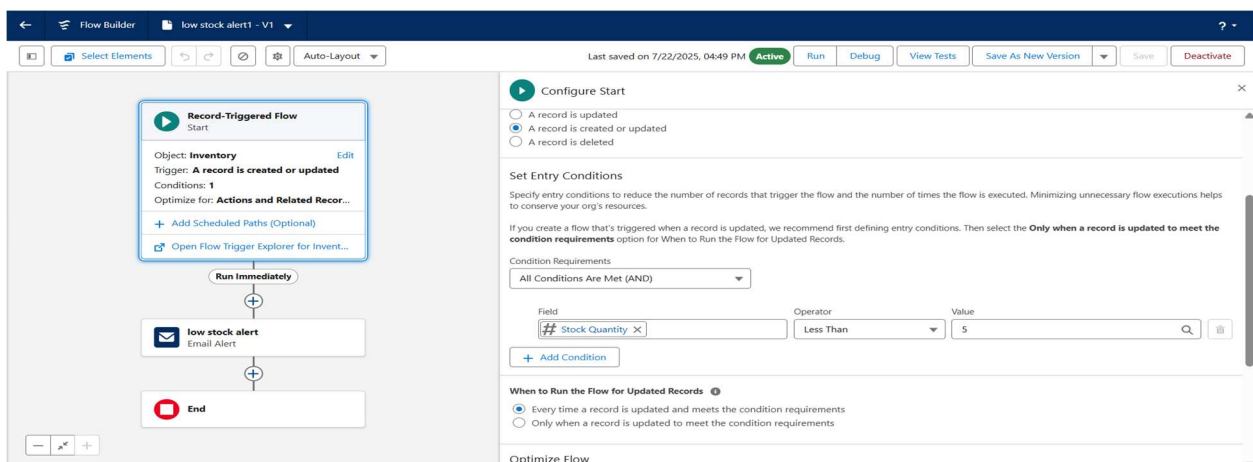 Flow Builder
low stock alert1 - V1
?
Select Elements
Auto-Layout
Last saved on 7/22/2025, 04:49 PM
Active
Run
Debug
View Tests
Save As New Version
Save
Deactivate
Record-Triggered Flow
Start
Object: Inventory
Edit
Trigger: A record is created or updated
Conditions: 1
Optimize for: Actions and Related Recor...
+ Add Scheduled Paths (Optional)
Open Flow Trigger Explorer for Invent...
Run Immediately
low stock alert
Email Alert
End
Configure Start
A record is updated
A record is created or updated
A record is deleted
Set Entry Conditions
Specify entry conditions to reduce the number of records that trigger the flow and the number of times the flow is executed. Minimizing unnecessary flow executions helps
to conserve your org's resources.
If you create a flow that's triggered when a record is updated, we recommend first defining entry conditions. Then select the Only when a record is updated to meet the
condition requirements option for When to Run the Flow for Updated Records.
Condition Requirements
All Conditions Are Met (AND)
Field
Operator
Value
Stock Quantity
Less Than
5
+ Add Condition
When to Run the Flow for Updated Records
Every time a record is updated and meets the condition requirements
Only when a record is updated to meet the condition requirements
Optimize Flow